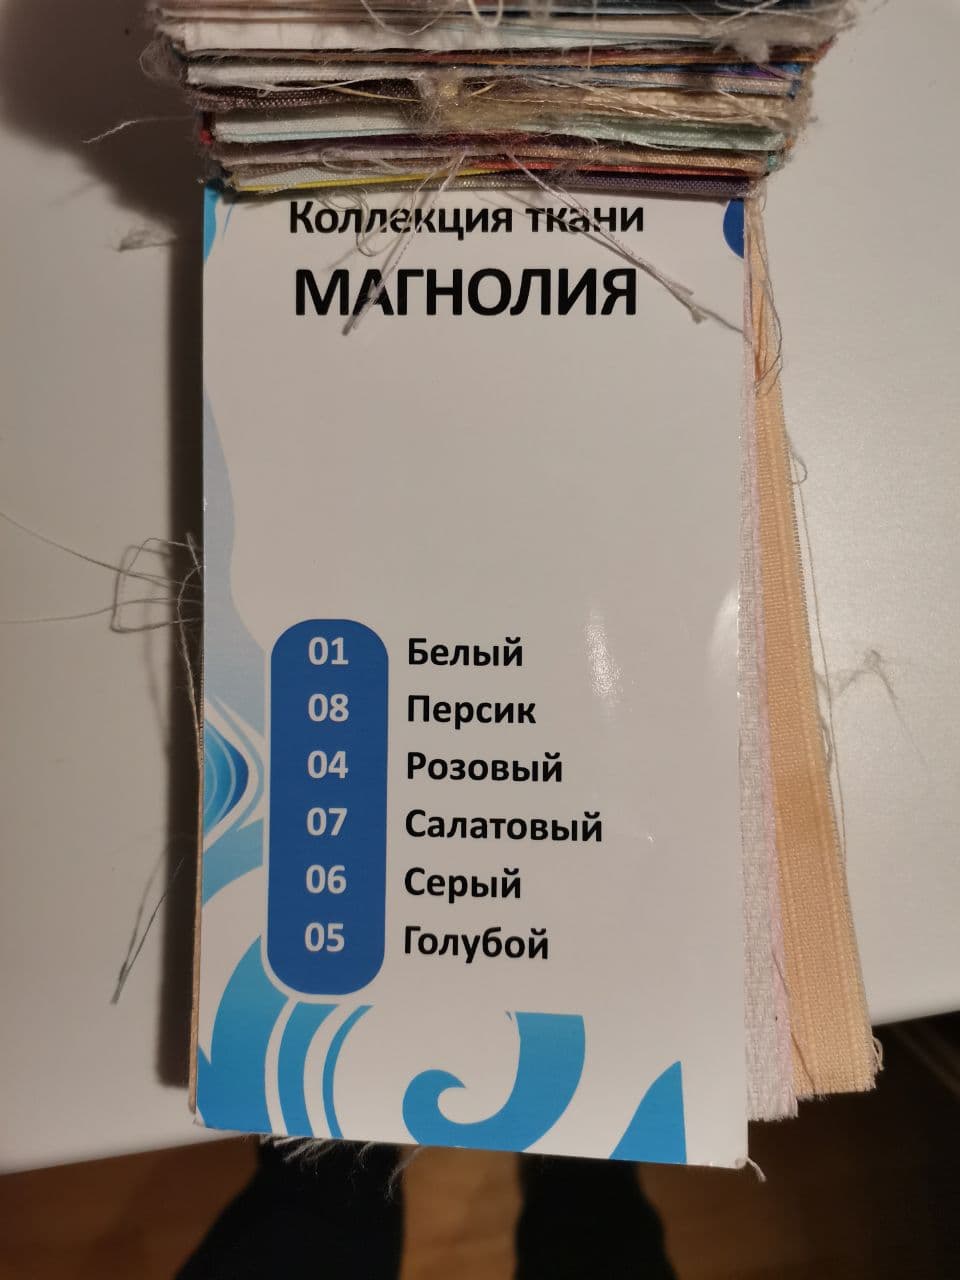 Коллекция ткани
МАГНОЛИЯ
01 Белый
08 Персик
04 Розовый
07 Салатовый
06 Серый
05 Голубой